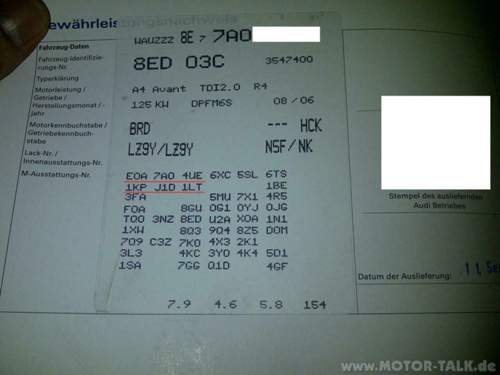 ewährleistungsnachweis
WAUZZZ 8E 7 7A0
Fahrzeug-Daten
Fahrzeug-Identifizie-
rungs-Nr.
8ED 03C 3547400
Typerklärung
A4 Avant TDI2.0 R4
Motorleistung /
Getriebe /
Herstellungsmonat / -
jahr
125 KW DPFM6S 08/06
Motorkennbuchstabe /
Getriebekennbuch-
stabe
BRD --- HCK
Lack-Nr. /
Innenausstattungs-Nr.
LZ9Y/LZ9Y N5F/NK
M-Ausstattungs-Nr.
E0A 7A0 4UE 6XC 5SL 6TS
1KP J1D 1LT 1BE
3FA 5MU 7X1 4R5
F0A 8GU 0G1 0YJ 0JG
T00 3NZ 8ED U2A X0A 1N1
1XW 8Q3 9Q4 8Z5 D0M
7Q9 C3Z 7K0 4X3 2K1
3L3 4KC 3Y0 4K4 5D1
1SA 7GG Q1D 4GF
7.9 4.6 5.8 154
Stempel des ausliefernden
Audi Betriebes
Datum der Auslieferung:
www.MOTOR-TALK.de